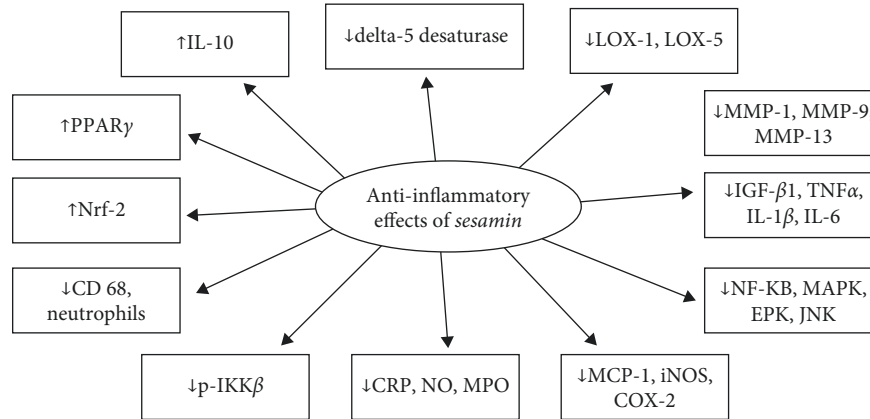 ↑IL-10
↓delta-5 desaturase
↓LOX-1, LOX-5
↑PPARγ
↓MMP-1, MMP-9
MMP-13
Anti-inflammatory
effects of sesamin
↑Nrf-2
↓IGF-β1, TNFα,
IL-1β, IL-6
↓CD 68,
neutrophils
↓NF-KB, MAPK,
EPK, JNK
↓p-IKKβ
↓CRP, NO, MPO
↓MCP-1, iNOS,
COX-2